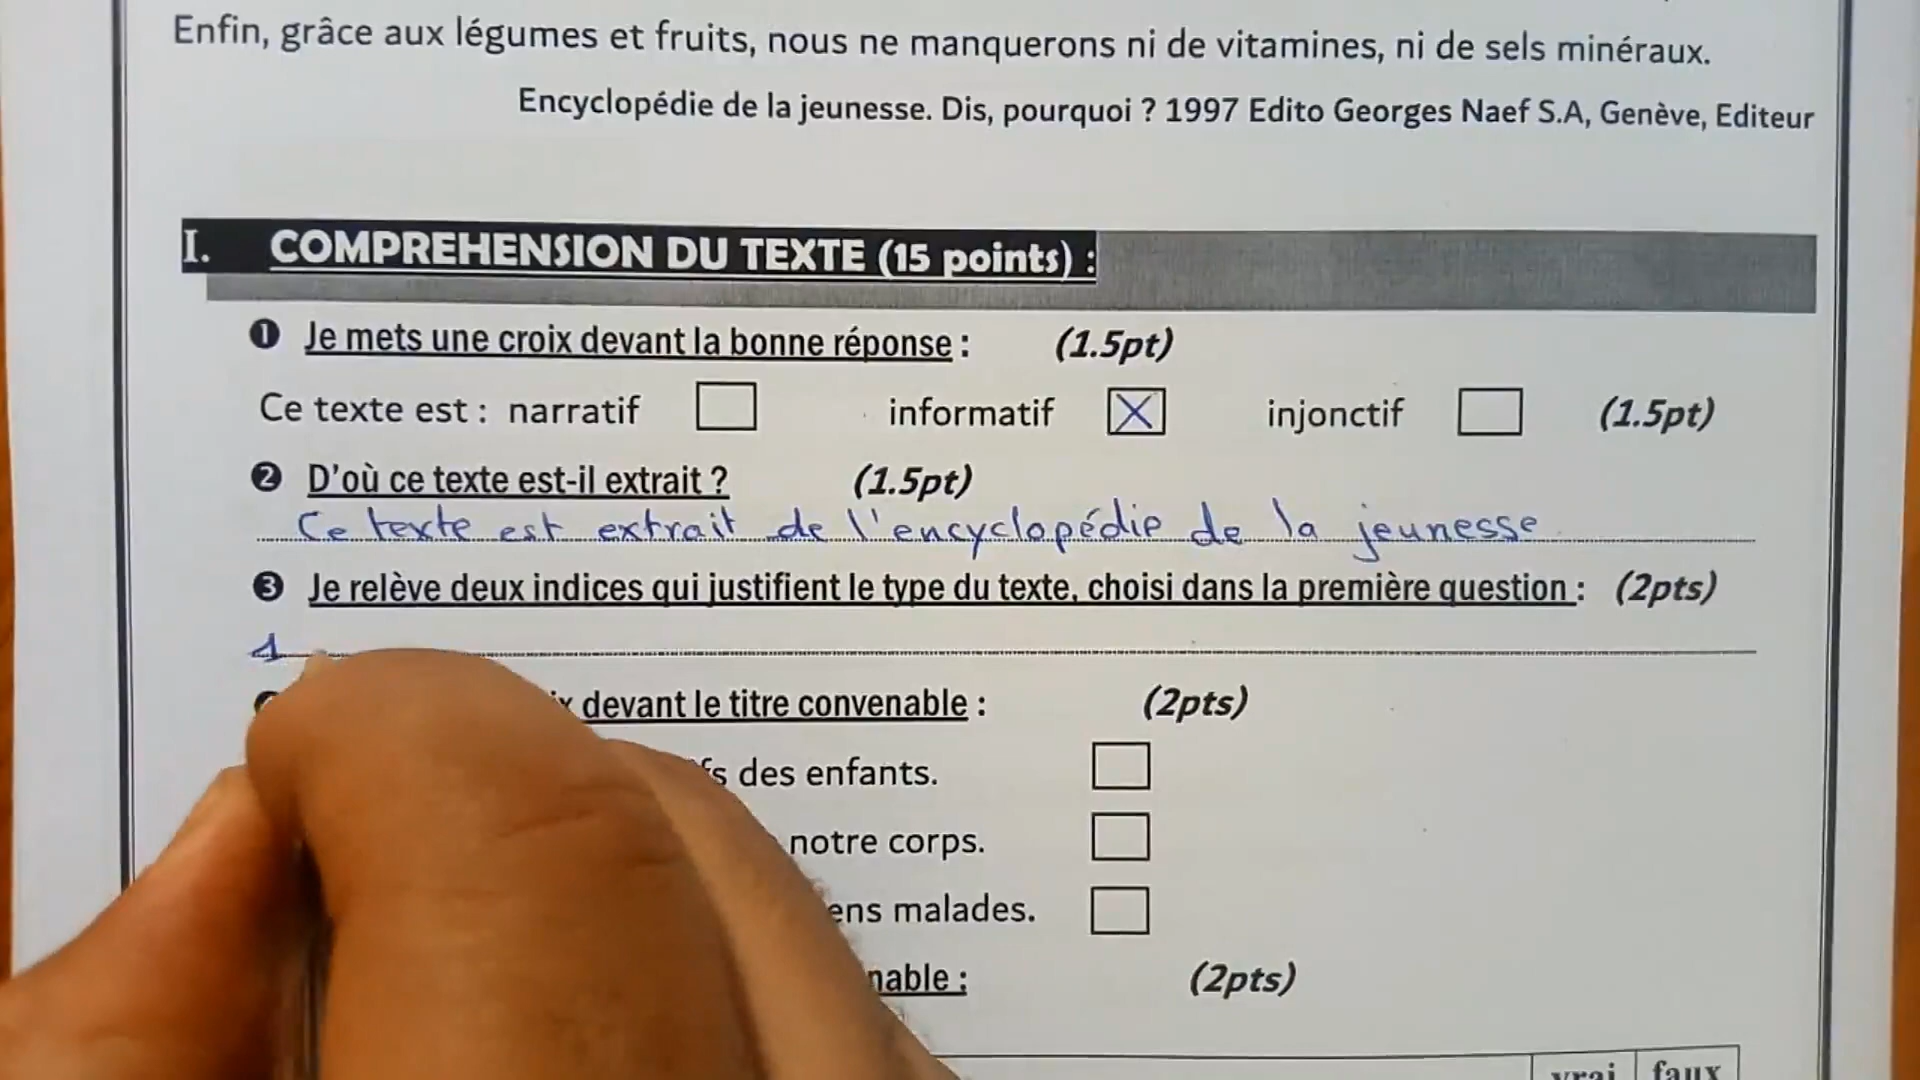 Enfin, grâce aux légumes et fruits, nous ne manquerons ni de vitamines, ni de sels minéraux.
Encyclopédie de la jeunesse. Dis, pourquoi ? 1997 Edito Georges Naef S.A, Genève, Editeur
I. COMPREHENSION DU TEXTE (15 points) :
❶ Je mets une croix devant la bonne réponse : (1.5pt)
Ce texte est : narratif informatif X injonctif (1.5pt)
❷ D'où ce texte est-il extrait ? (1.5pt)
Ce texte est extrait de l'encyclopédie de la jeunesse
❸ Je relève deux indices qui justifient le type du texte, choisi dans la première question : (2pts)
1
devant le titre convenable : (2pts)
des enfants.
notre corps.
malades.
(2pts)
vrai faux